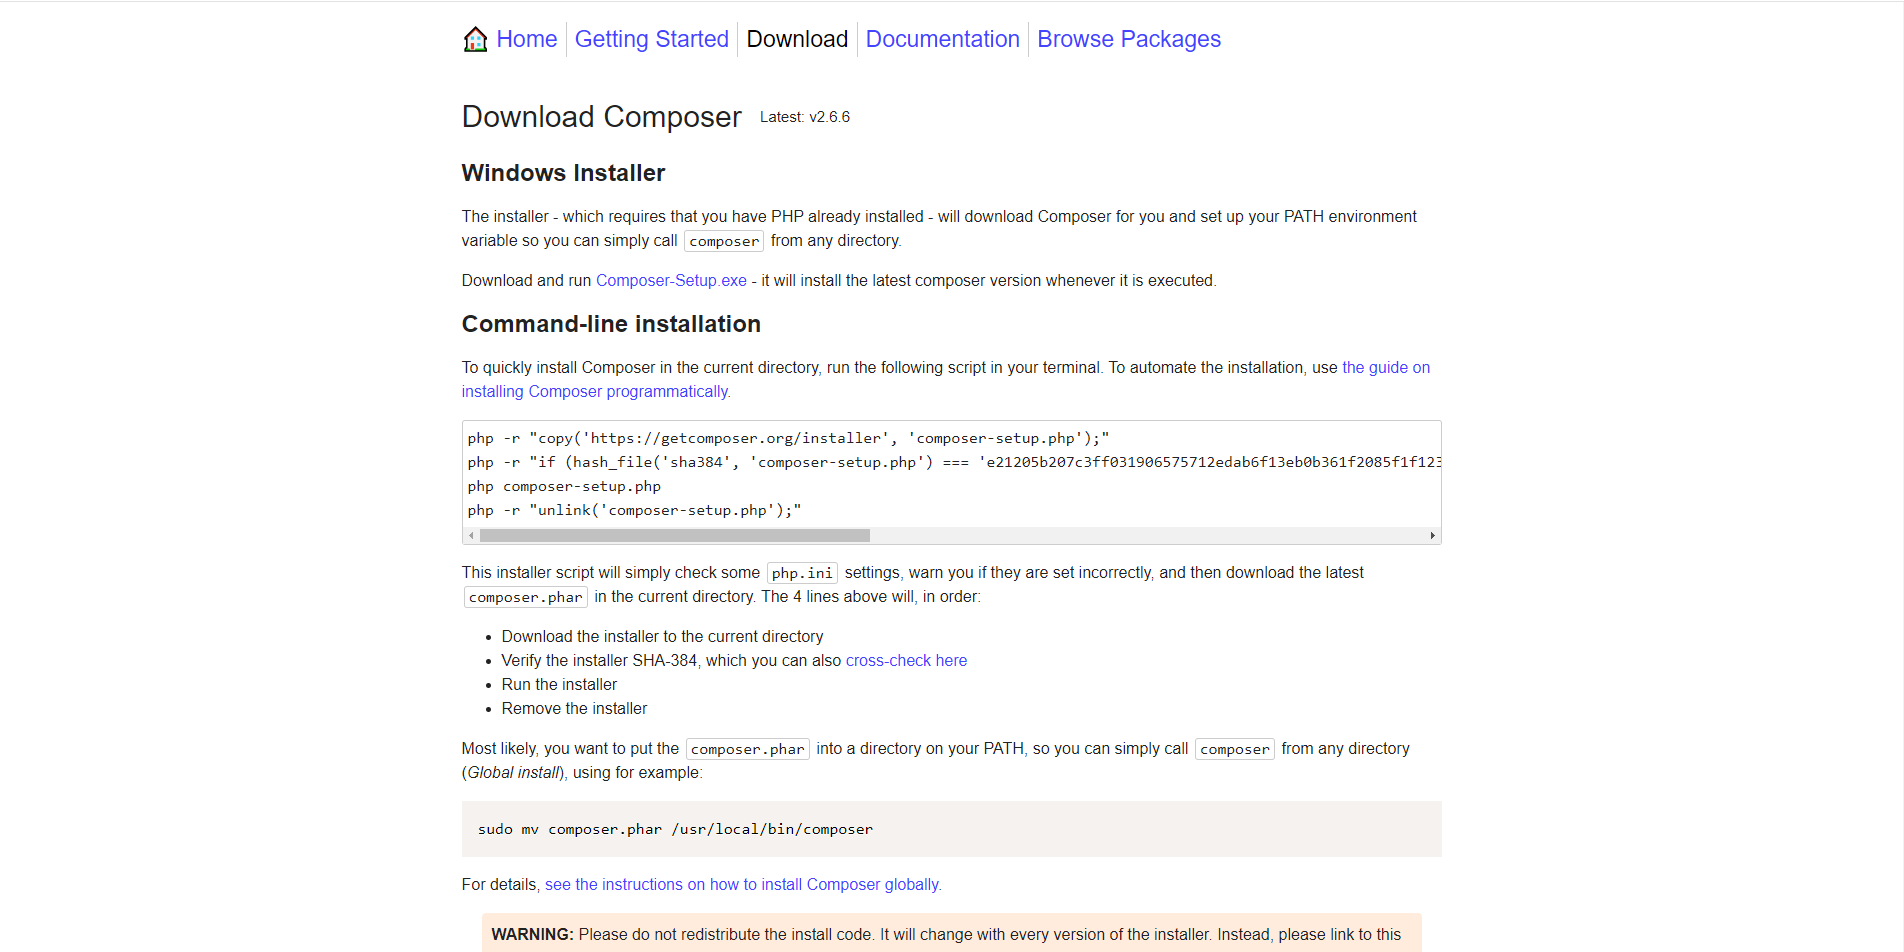 Home Getting Started Download Documentation Browse Packages
Download Composer Latest: v2.6.6
Windows Installer
The installer - which requires that you have PHP already installed - will download Composer for you and set up your PATH environment
variable so you can simply call composer from any directory.
Download and run Composer-Setup.exe - it will install the latest composer version whenever it is executed.
Command-line installation
To quickly install Composer in the current directory, run the following script in your terminal. To automate the installation, use the guide on
installing Composer programmatically.
php -r "copy('https://getcomposer.org/installer', 'composer-setup.php');"
php -r "if (hash_file('sha384', 'composer-setup.php') === 'e21205b207c3ff031906575712edab6f13eb0b361f2085f1f123
php composer-setup.php
php -r "unlink('composer-setup.php');"
This installer script will simply check some php.ini settings, warn you if they are set incorrectly, and then download the latest
composer.phar in the current directory. The 4 lines above will, in order:
• Download the installer to the current directory
• Verify the installer SHA-384, which you can also cross-check here
• Run the installer
• Remove the installer
Most likely, you want to put the composer.phar into a directory on your PATH, so you can simply call composer from any directory
(Global install), using for example:
sudo mv composer.phar /usr/local/bin/composer
For details, see the instructions on how to install Composer globally.
WARNING: Please do not redistribute the install code. It will change with every version of the installer. Instead, please link to this